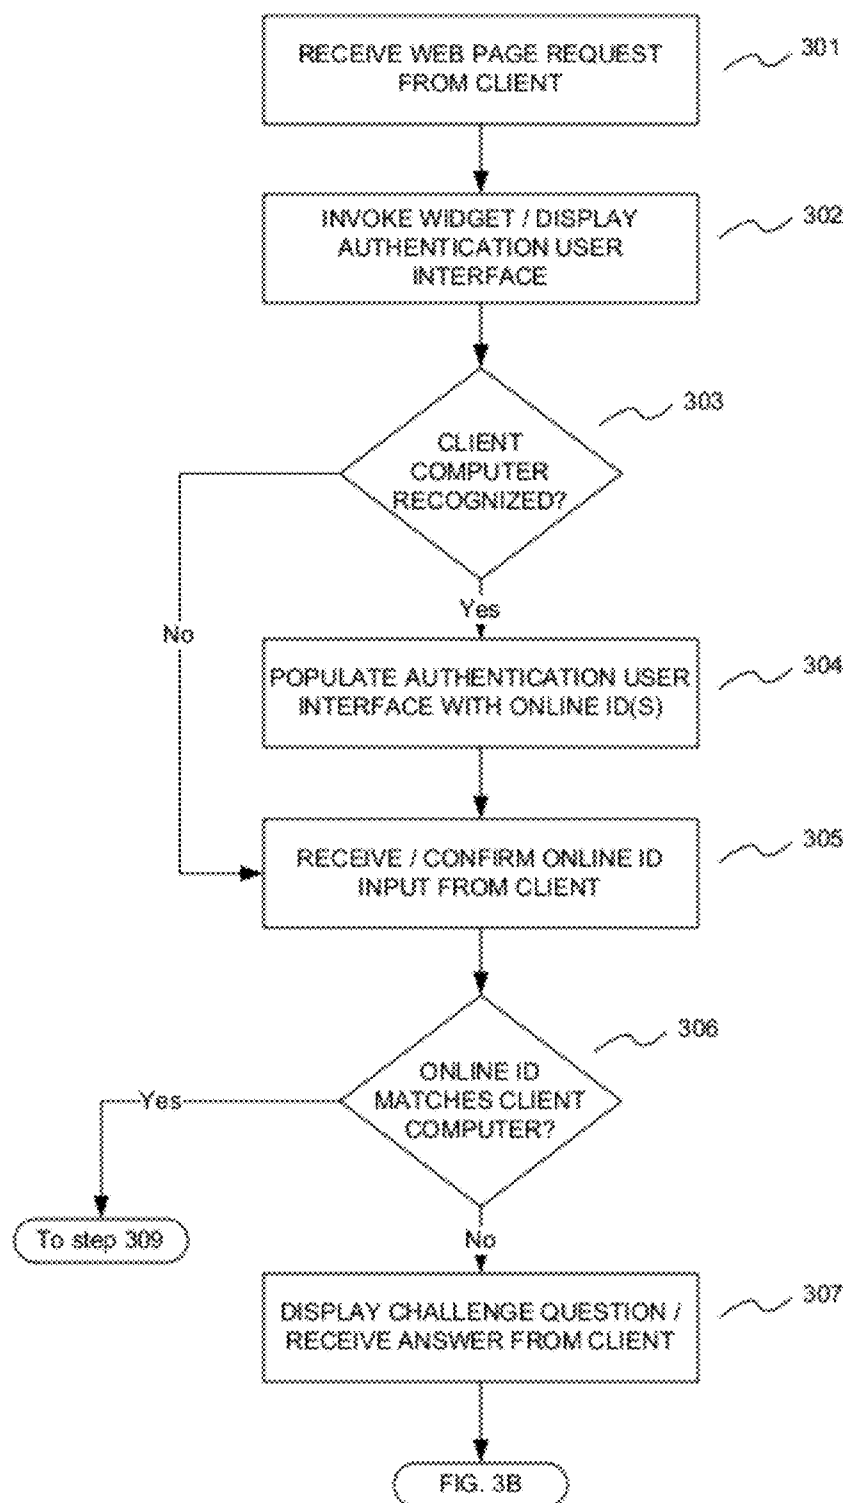 RECEIVE WEB PAGE REQUEST
FROM CLIENT
301
INVOKE WIDGET / DISPLAY
AUTHENTICATION USER
INTERFACE
302
CLIENT
COMPUTER
RECOGNIZED?
303
Yes
No
POPULATE AUTHENTICATION USER
INTERFACE WITH ONLINE ID(S)
304
RECEIVE / CONFIRM ONLINE ID
INPUT FROM CLIENT
305
ONLINE ID
MATCHES CLIENT
COMPUTER?
306
Yes
To step 309
No
DISPLAY CHALLENGE QUESTION /
RECEIVE ANSWER FROM CLIENT
307
FIG. 3B